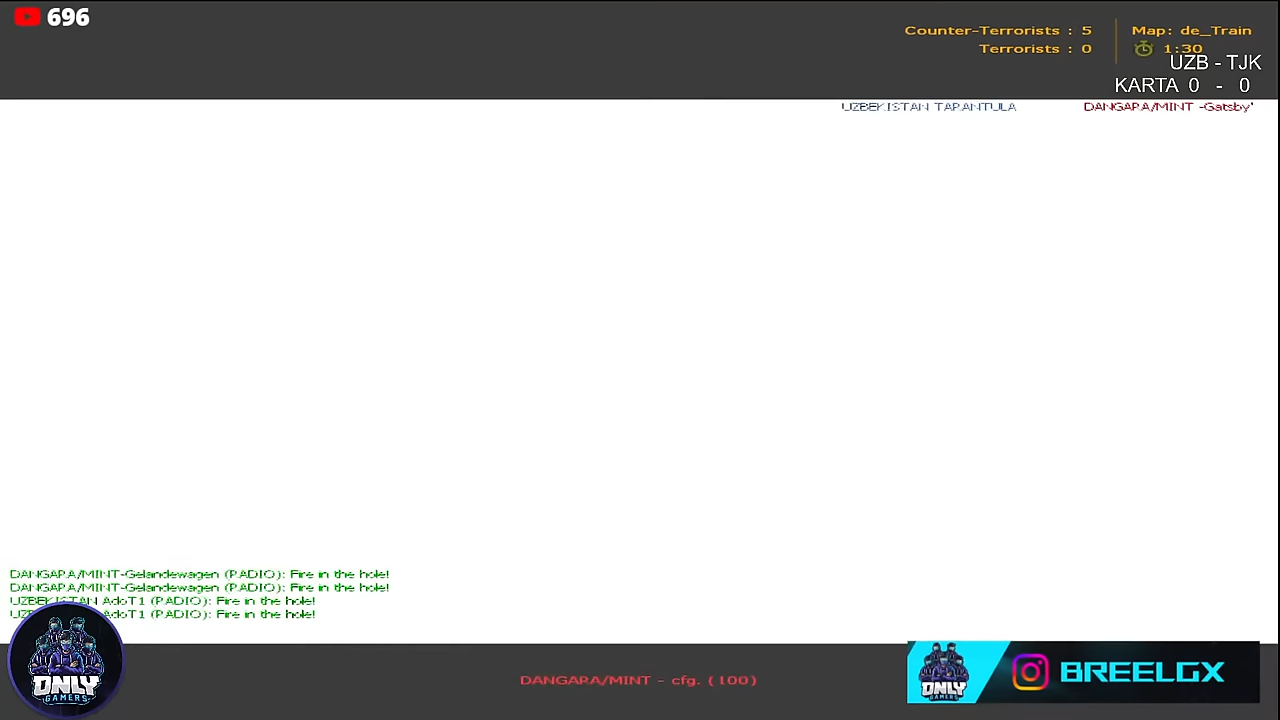 696
Counter-Terrorists : 5
Terrorists : 0
Map: de_Train
1:30
UZB - TJK
KARTA 0 - 0
UZBEKISTAN TARANTULA
DANGARA/MINT -Gatsby'
DANGARA/MINT-Gelandewagen (RADIO): Fire in the hole!
DANGARA/MINT-Gelandewagen (RADIO): Fire in the hole!
UZBEKISTAN AdoT1 (RADIO): Fire in the hole!
AdoT1 (RADIO): Fire in the hole!
ONLY
GAMERS
DANGARA/MINT - cfg. (100)
ONLY
GAMERS
BREELGX